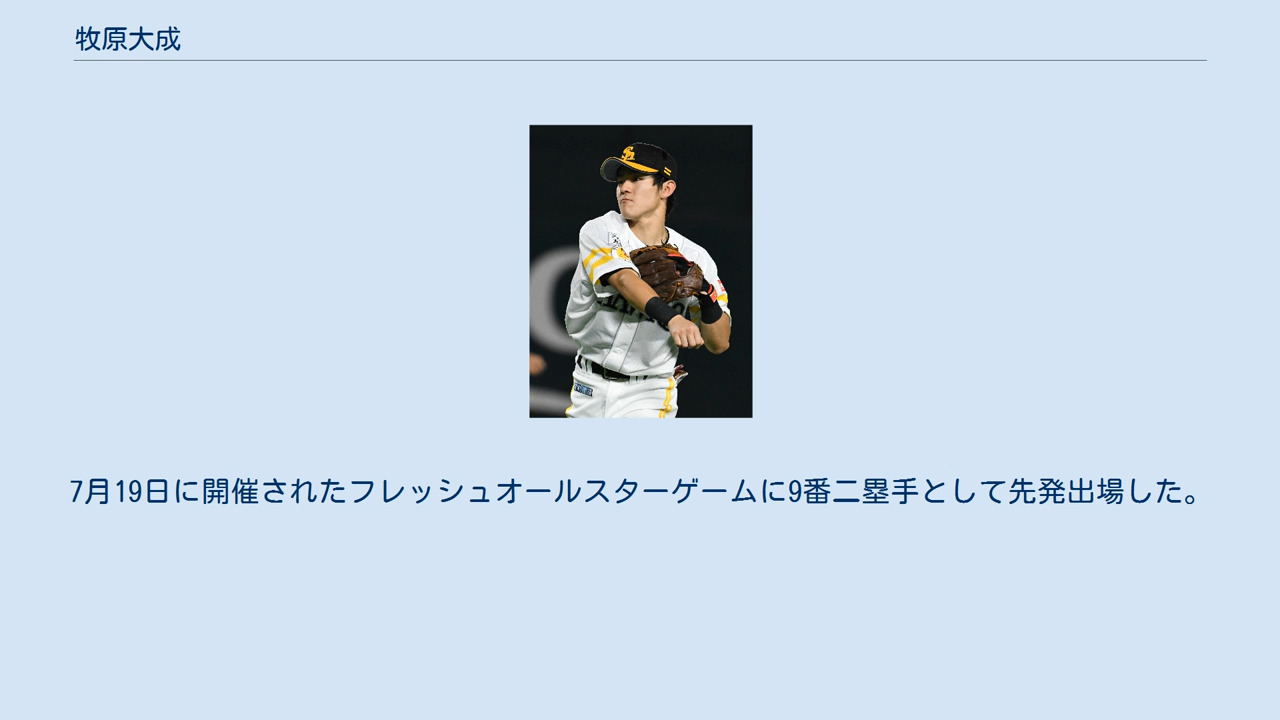 牧原大成
7月19日に開催されたフレッシュオールスターゲームに9番二塁手として先発出場した。